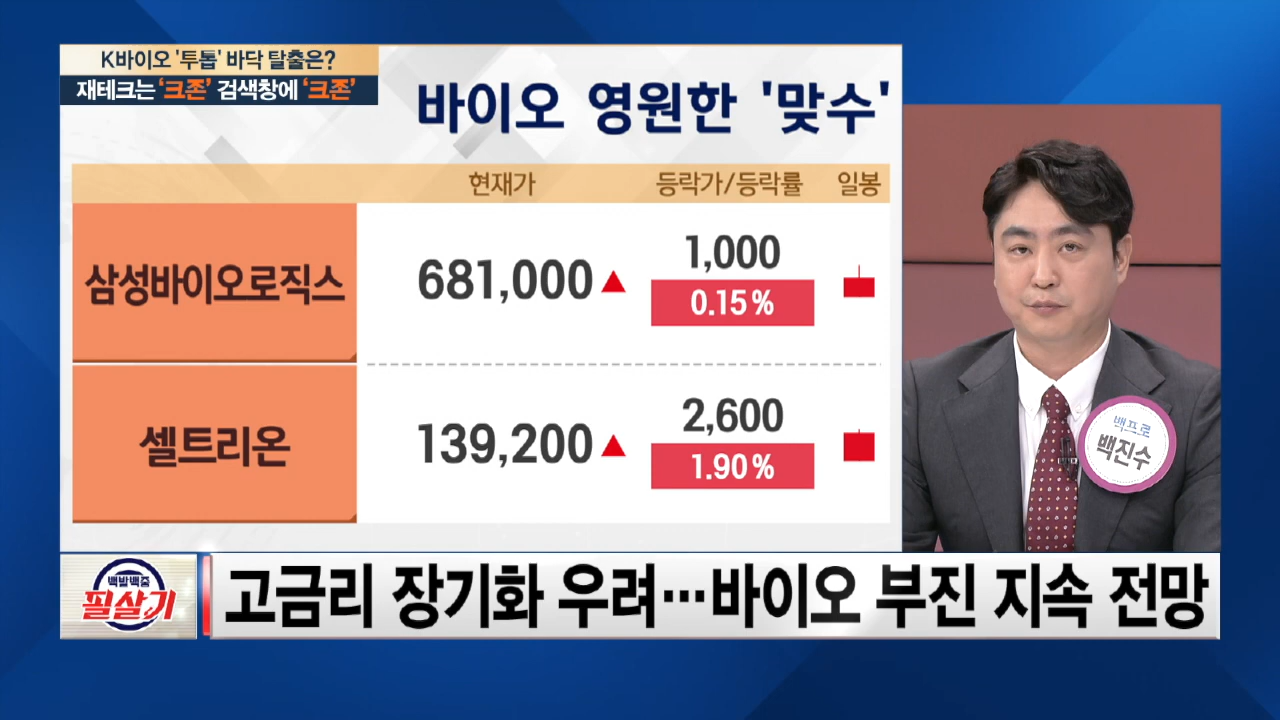 K바이오 '투톱' 바닥 탈출은?
재테크는 '크존' 검색창에 '크존'
바이오 영원한 '맞수'
현재가 등락가/등락률 일봉
삼성바이오로직스 681,000 ▲ 1,000
0.15%
셀트리온 139,200 ▲ 2,600
1.90%
백프로
백진수
백발백중
필살기
고금리 장기화 우려…바이오 부진 지속 전망